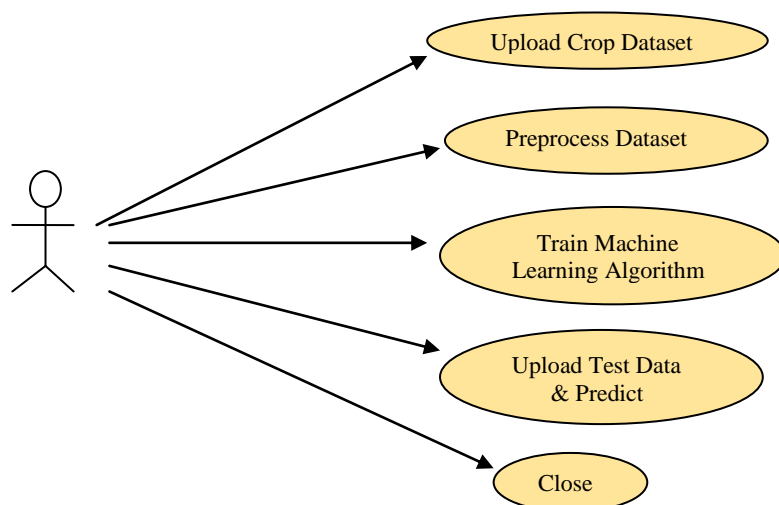 Upload Crop Dataset
Preprocess Dataset
Train Machine
Learning Algorithm
Upload Test Data
& Predict
Close